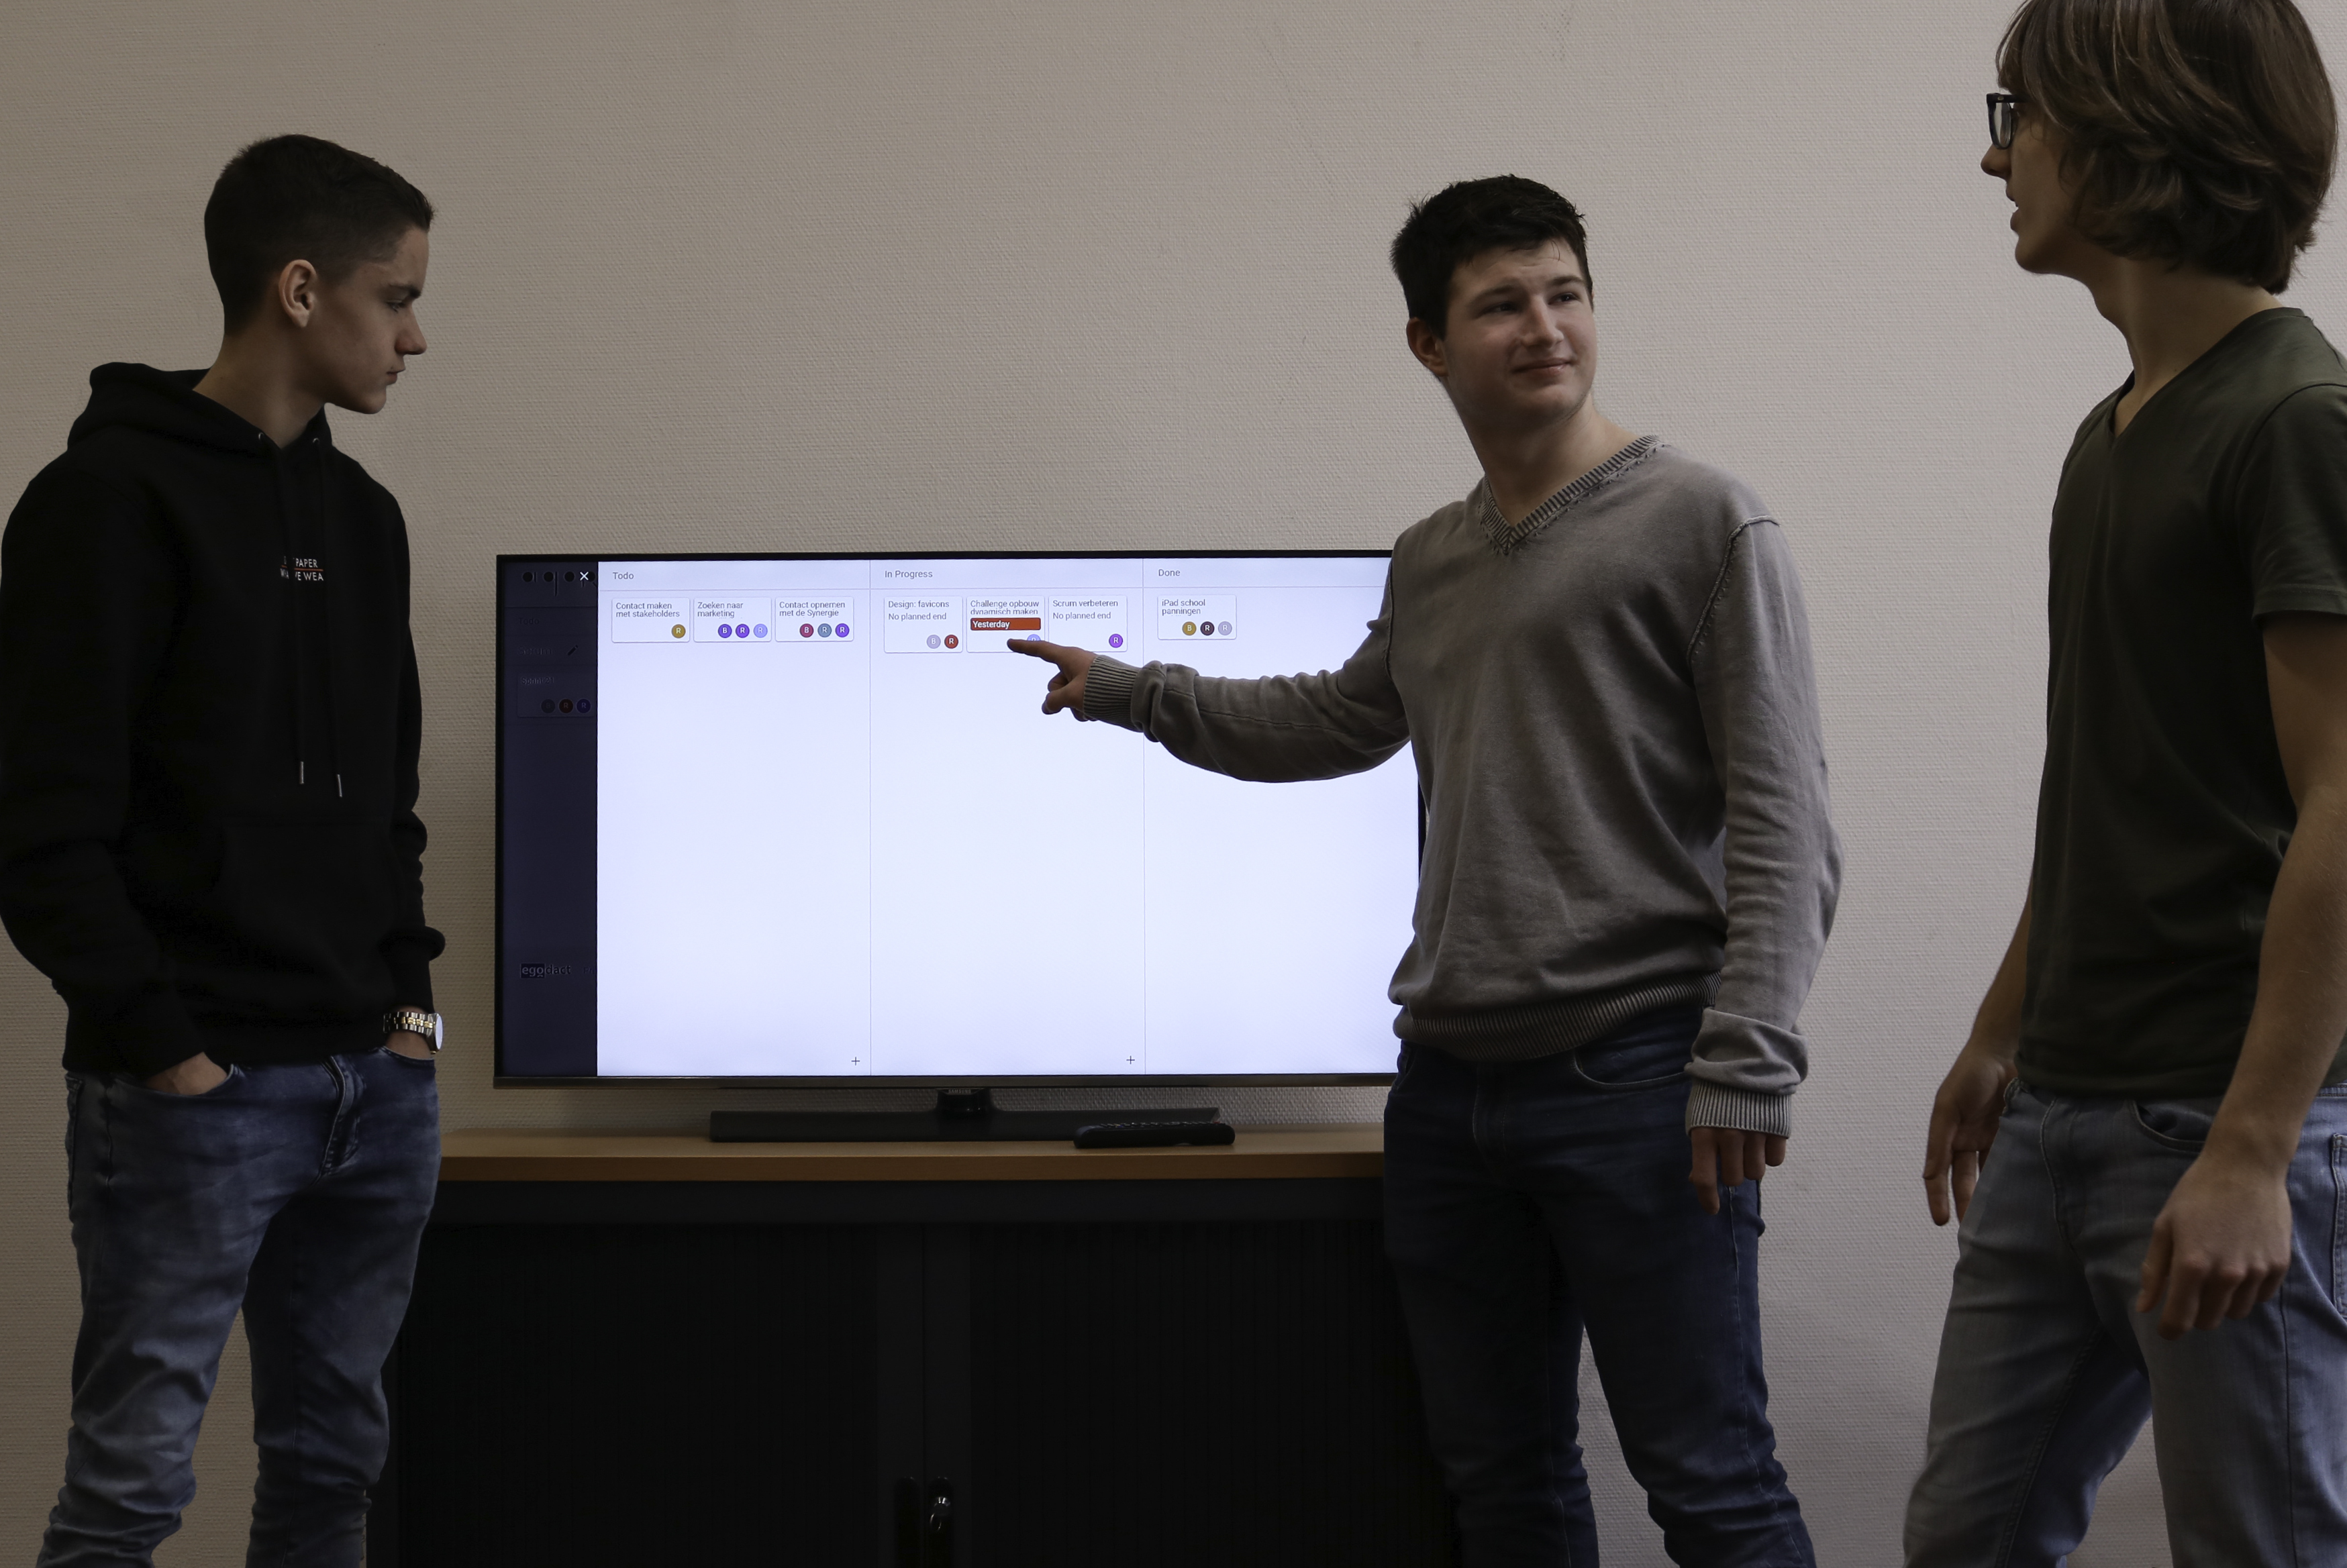 PAPER
VE WEA
Todo
Contact maken
met stakeholders
R
Zoeken naar
marketing
B R R
Contact opnemen
met de Synergie
B R R
In Progress
Design: favicons
No planned end
B R
Challenge opbouw
dynamisch maken
Yesterday
Scrum verbeteren
No planned end
R
Done
iPad school
panningen
B R R
egodact